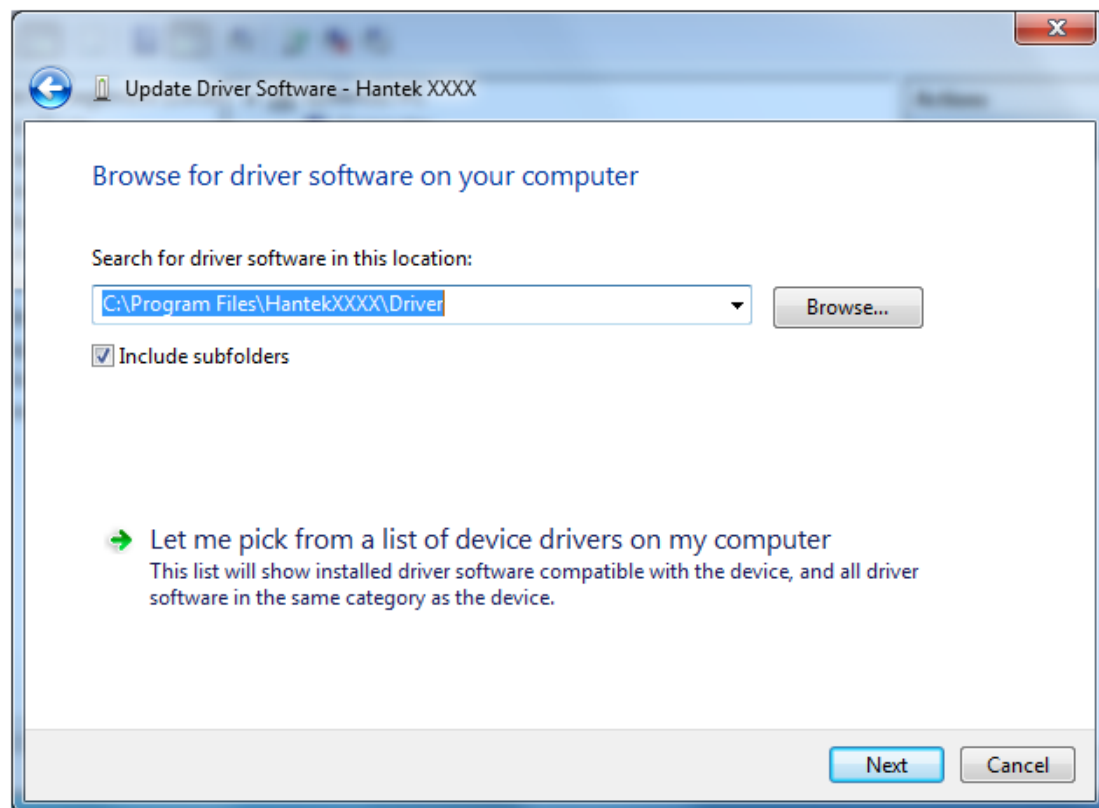 Update Driver Software - Hantek XXXX
Browse for driver software on your computer
Search for driver software in this location:
C:\Program Files\HantekXXXX\Driver
Browse...
Include subfolders
Let me pick from a list of device drivers on my computer
This list will show installed driver software compatible with the device, and all driver
software in the same category as the device.
Next
Cancel